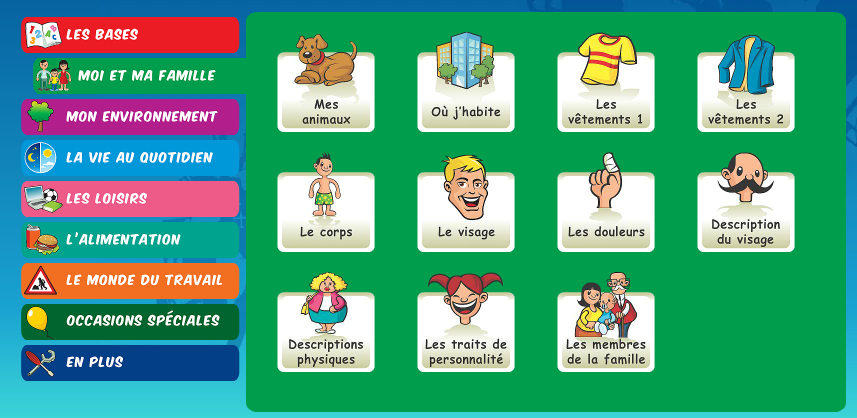 LES BASES
MOI ET MA FAMILLE
MON ENVIRONNEMENT
LA VIE AU QUOTIDIEN
LES LOISIRS
L'ALIMENTATION
LE MONDE DU TRAVAIL
OCCASIONS SPÉCIALES
EN PLUS
Mes
animaux
Où j'habite
Les
vêtements 1
Les
vêtements 2
Le corps
Le visage
Les douleurs
Description
du visage
Descriptions
physiques
Les traits de
personnalité
Les membres
de la famille